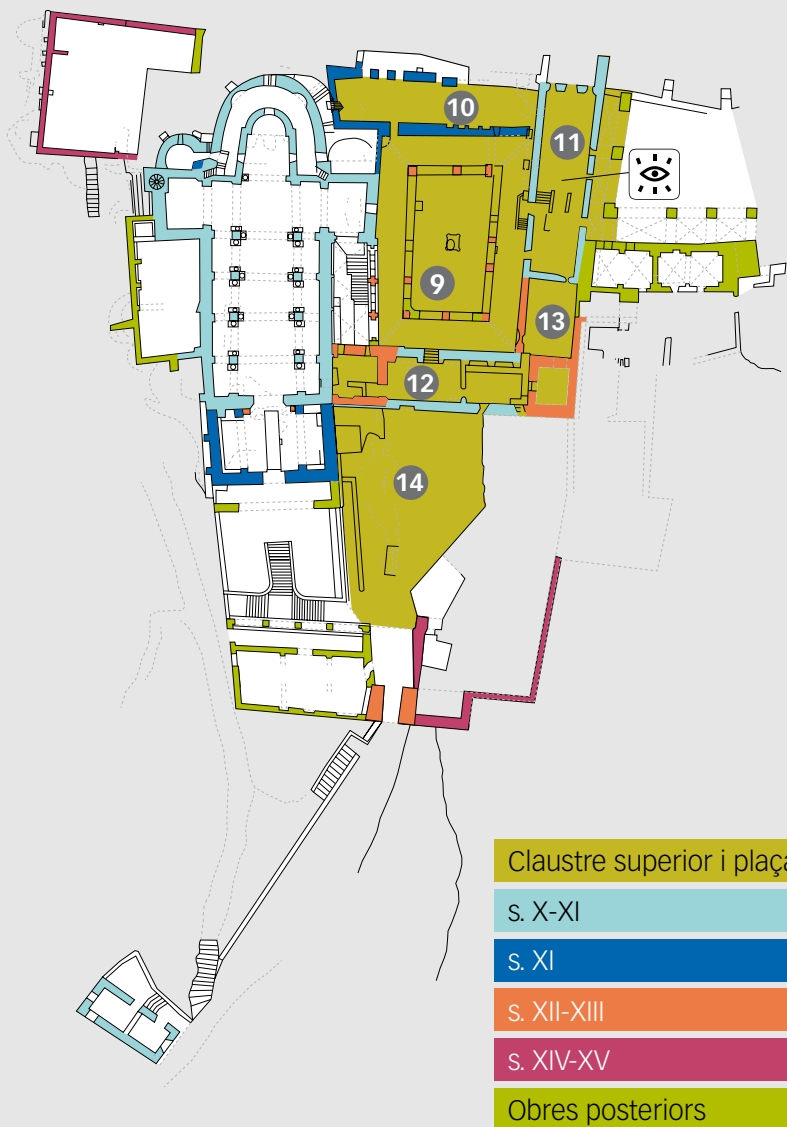 10
11
9
13
12
14
Claustre superior i plaça
s. X-XI
s. XI
s. XII-XIII
s. XIV-XV
Obres posteriors